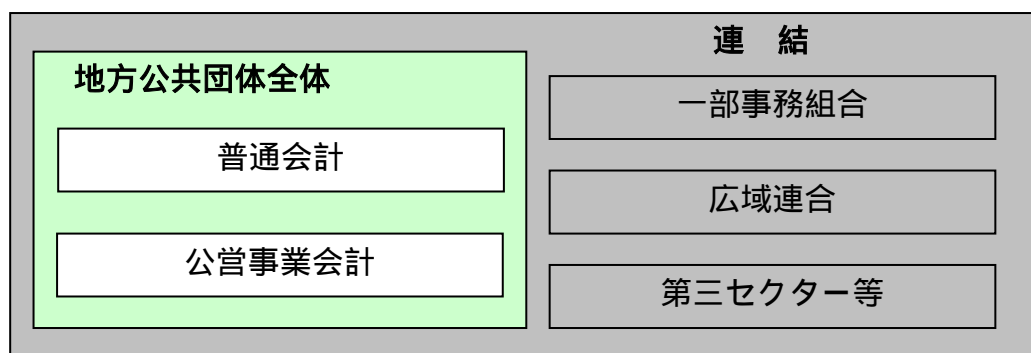 連　結
地方公共団体全体
普通会計
公営事業会計
一部事務組合
広域連合
第三セクター等